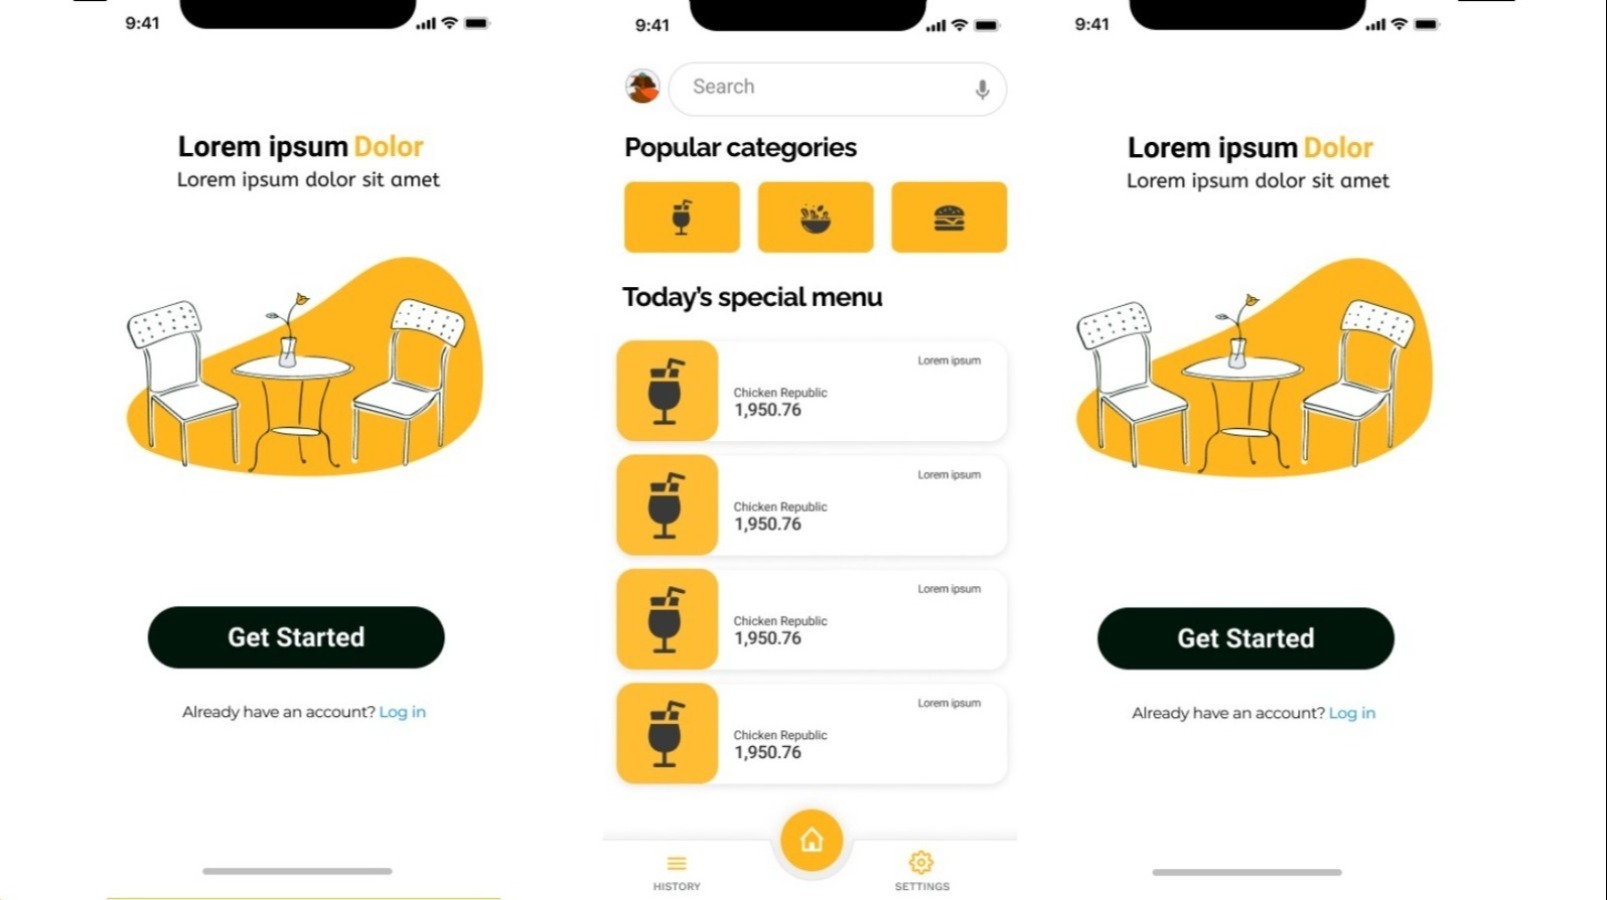 9:41
Lorem ipsum Dolor
Lorem ipsum dolor sit amet
Get Started
Already have an account? Log in
9:41
Search
Popular categories
Today's special menu
Lorem ipsum
Chicken Republic
1,950.76
Lorem ipsum
Chicken Republic
1,950.76
Lorem ipsum
Chicken Republic
1,950.76
Lorem ipsum
Chicken Republic
1,950.76
HISTORY
SETTINGS
9:41
Lorem ipsum Dolor
Lorem ipsum dolor sit amet
Get Started
Already have an account? Log in